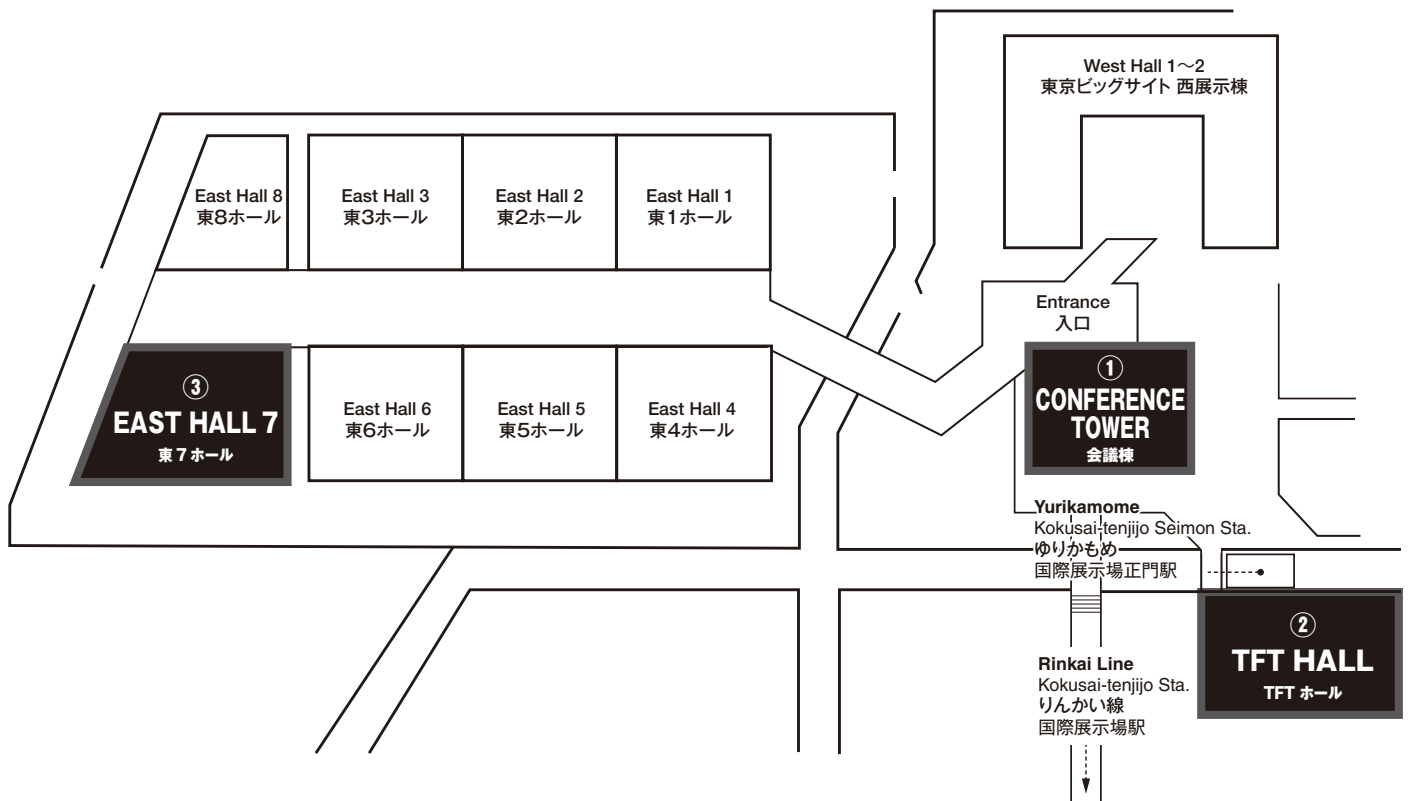 West Hall 1〜2
東京ビッグサイト 西展示棟
East Hall 8
東8ホール
East Hall 3
東3ホール
East Hall 2
東2ホール
East Hall 1
東1ホール
Entrance
入口
③
EAST HALL 7
東7ホール
East Hall 6
東6ホール
East Hall 5
東5ホール
East Hall 4
東4ホール
①
CONFERENCE
TOWER
会議棟
Yurikamome
Kokusai-tenjijo Seimon Sta.
ゆりかもめ
国際展示場正門駅
②
TFT HALL
TFT ホール
Rinkai Line
Kokusai-tenjijo Sta.
りんかい線
国際展示場駅